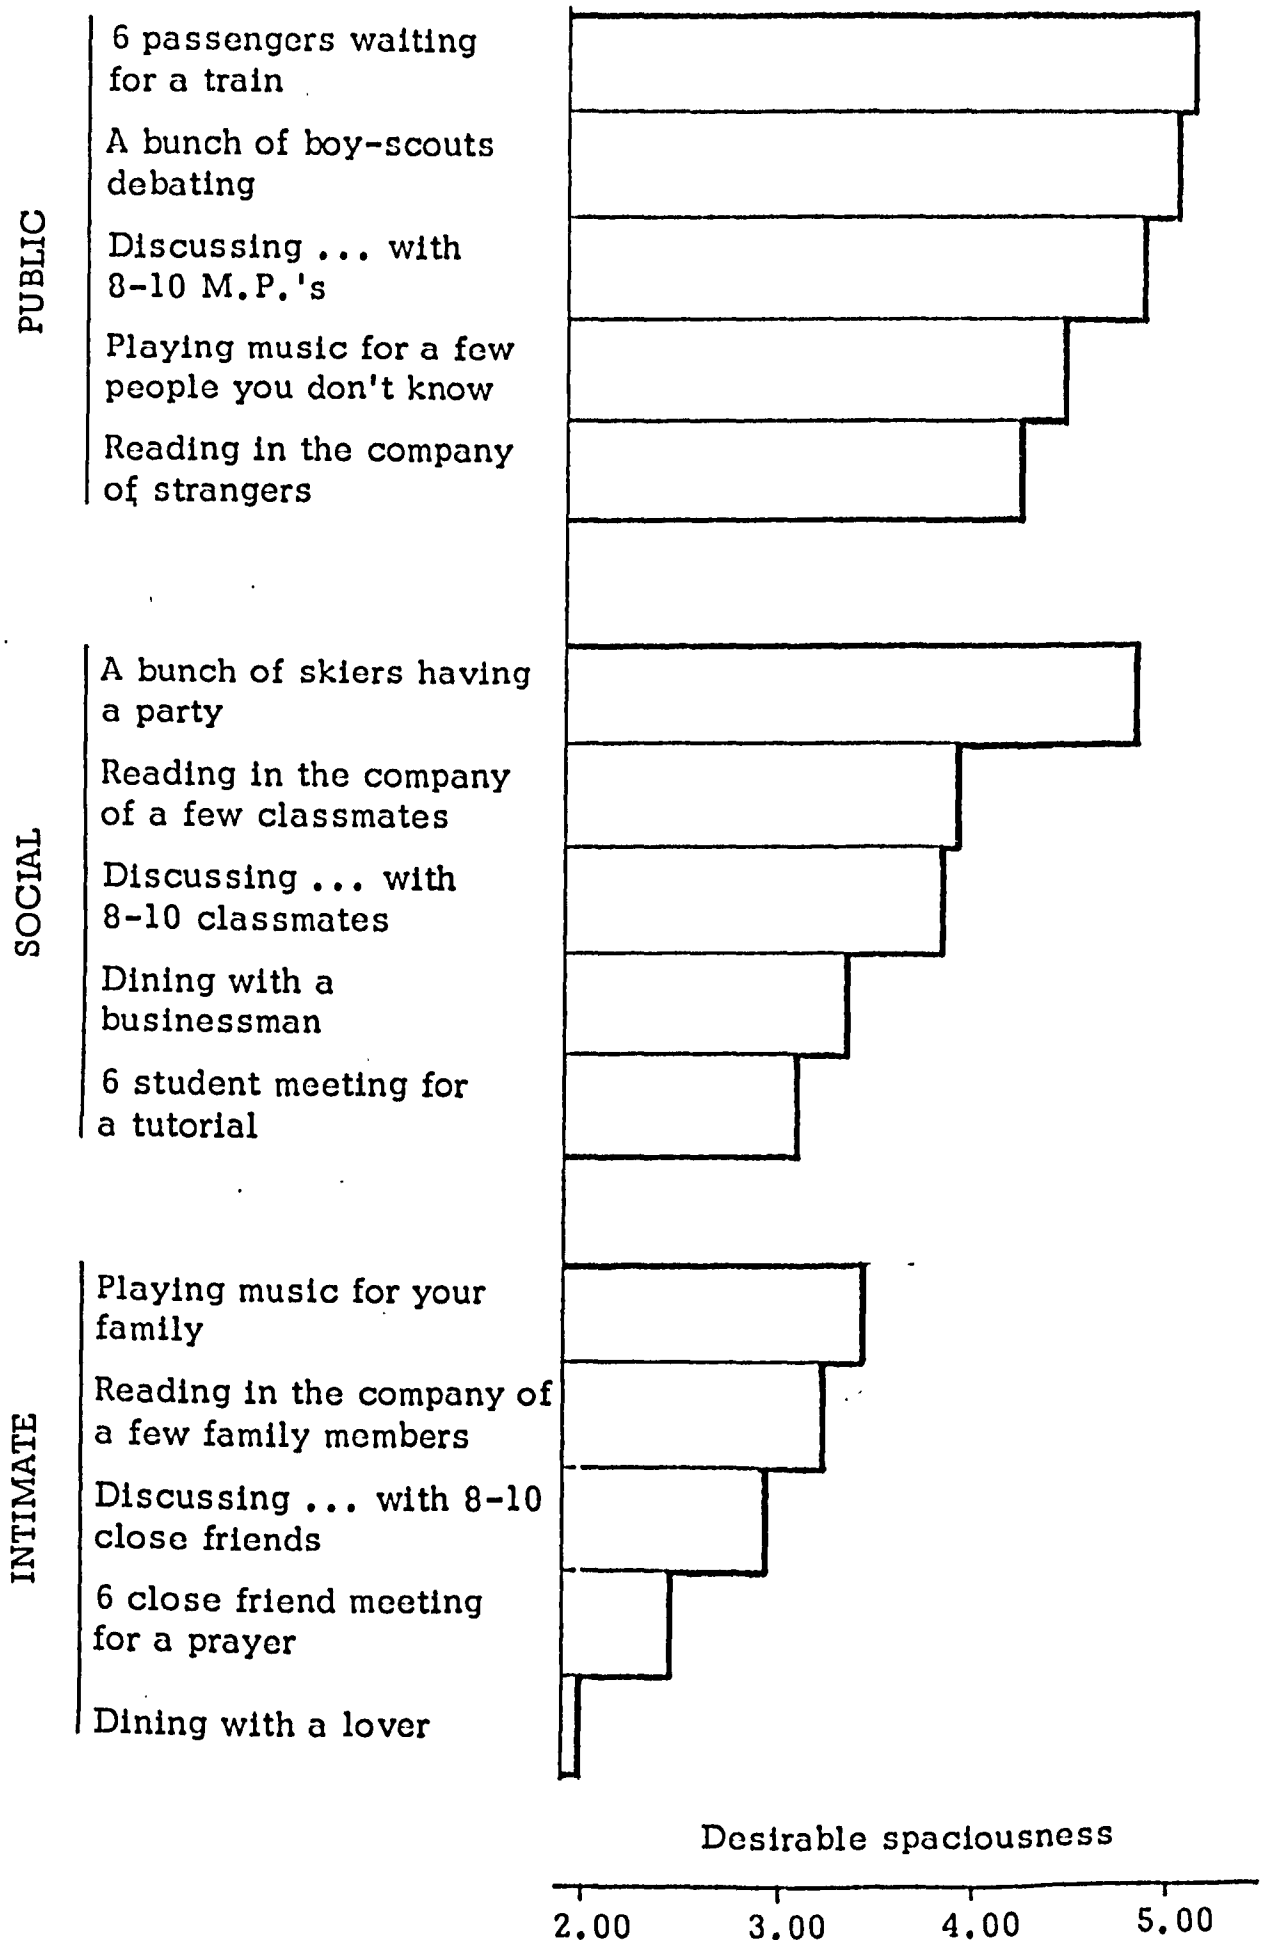 PUBLIC
6 passengers waiting
for a train
A bunch of boy-scouts
debating
Discussing ... with
8-10 M.P.'s
Playing music for a few
people you don't know
Reading in the company
of strangers
SOCIAL
A bunch of skiers having
a party
Reading in the company
of a few classmates
Discussing ... with
8-10 classmates
Dining with a
businessman
6 student meeting for
a tutorial
INTIMATE
Playing music for your
family
Reading in the company of
a few family members
Discussing ... with 8-10
close friends
6 close friend meeting
for a prayer
Dining with a lover
Desirable spaciousness
2.00 3.00 4.00 5.00